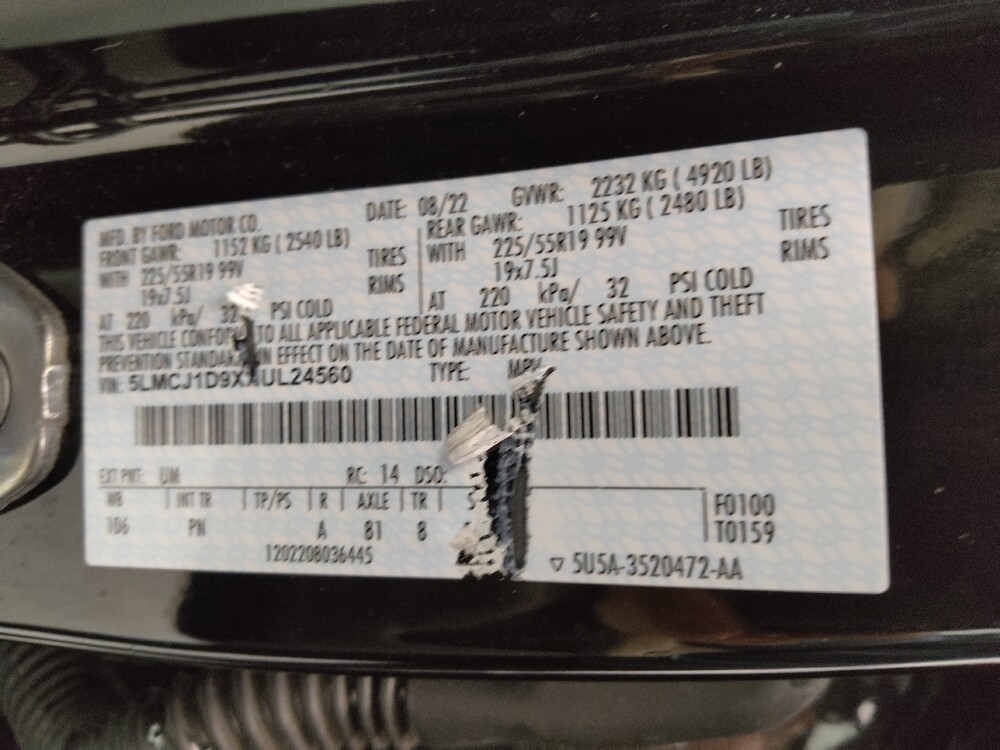 MFD. BY FORD MOTOR CO. DATE: 08/22 GVWR: 2232 KG ( 4920 LB)
FRONT GAWR: 1152 KG ( 2540 LB) REAR GAWR: 1125 KG ( 2480 LB)
WITH 225/55R19 99V TIRES WITH 225/55R19 99V TIRES
19x7.5J RIMS 19x7.5J RIMS
AT 220 kPa/ 32 PSI COLD AT 220 kPa/ 32 PSI COLD
THIS VEHICLE TO ALL APPLICABLE FEDERAL MOTOR VEHICLE SAFETY AND THEFT
PREVENTION IN EFFECT ON THE DATE OF MANUFACTURE SHOWN ABOVE.
VIN: TYPE:
EXT PNT: UM RC: 14 DSO:
WB INT TR TP/PS R AXLE TR F0100
106 PN A 81 8 T0159
1202208036445 ▽ 5U5A-3520472-AA